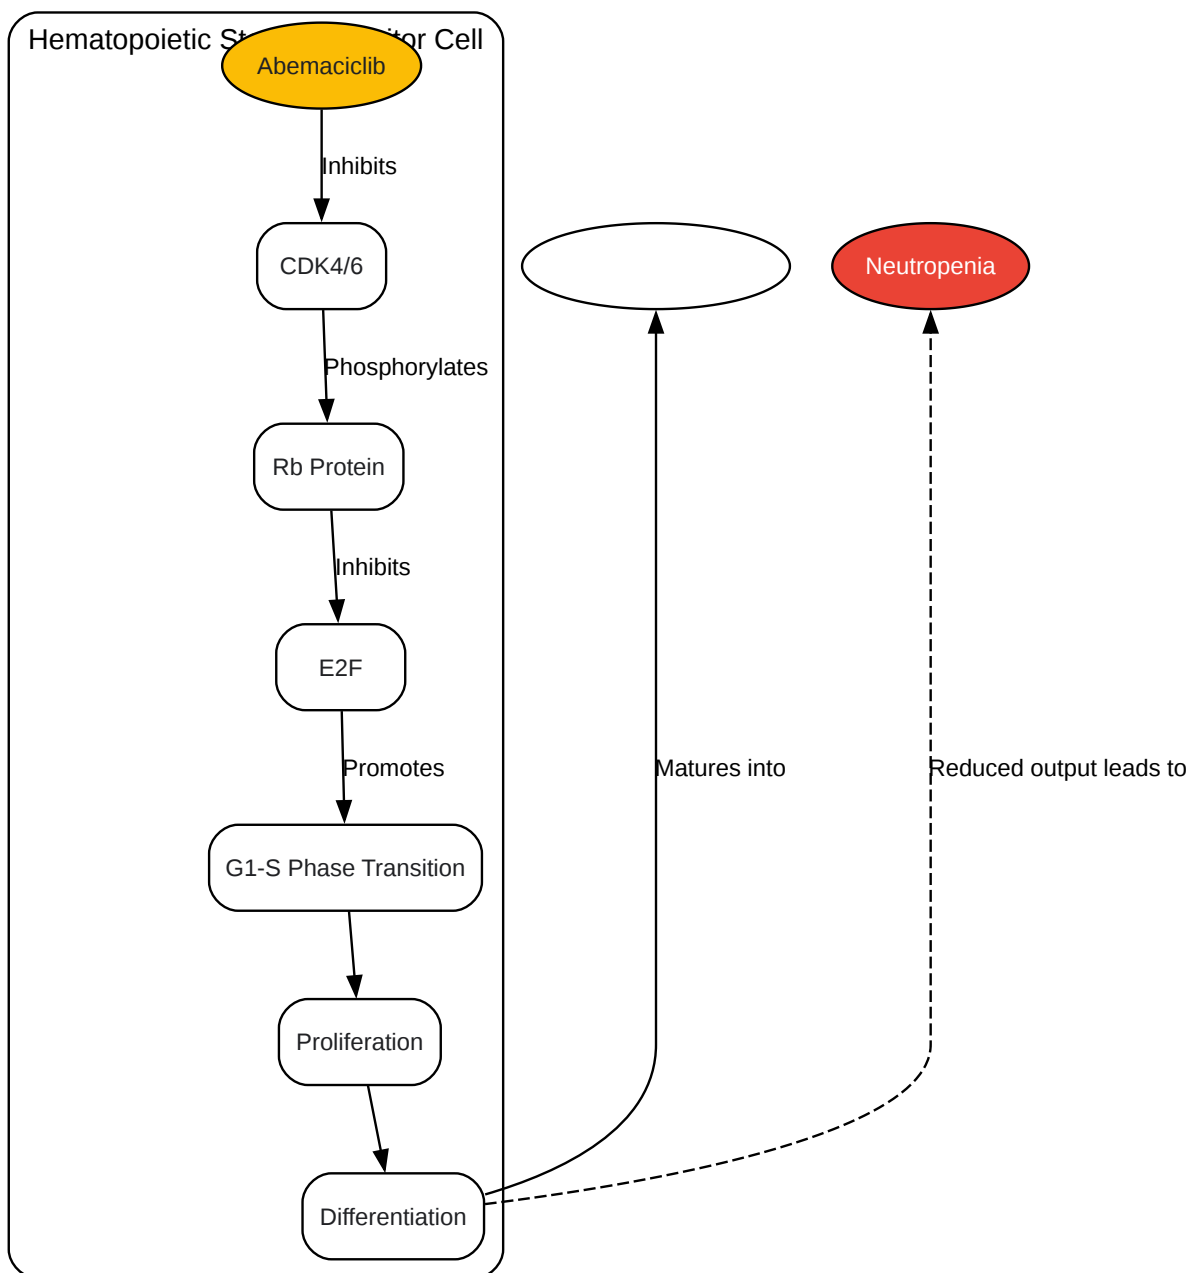 Hematopoietic St tor Cell
Abemaciclib
Inhibits
CDK4/6
Neutropenia
Phosphorylates
Rb Protein
Inhibits
E2F
Promotes
Matures into
Reduced output leads to
G1-S Phase Transition
Proliferation
Differentiation